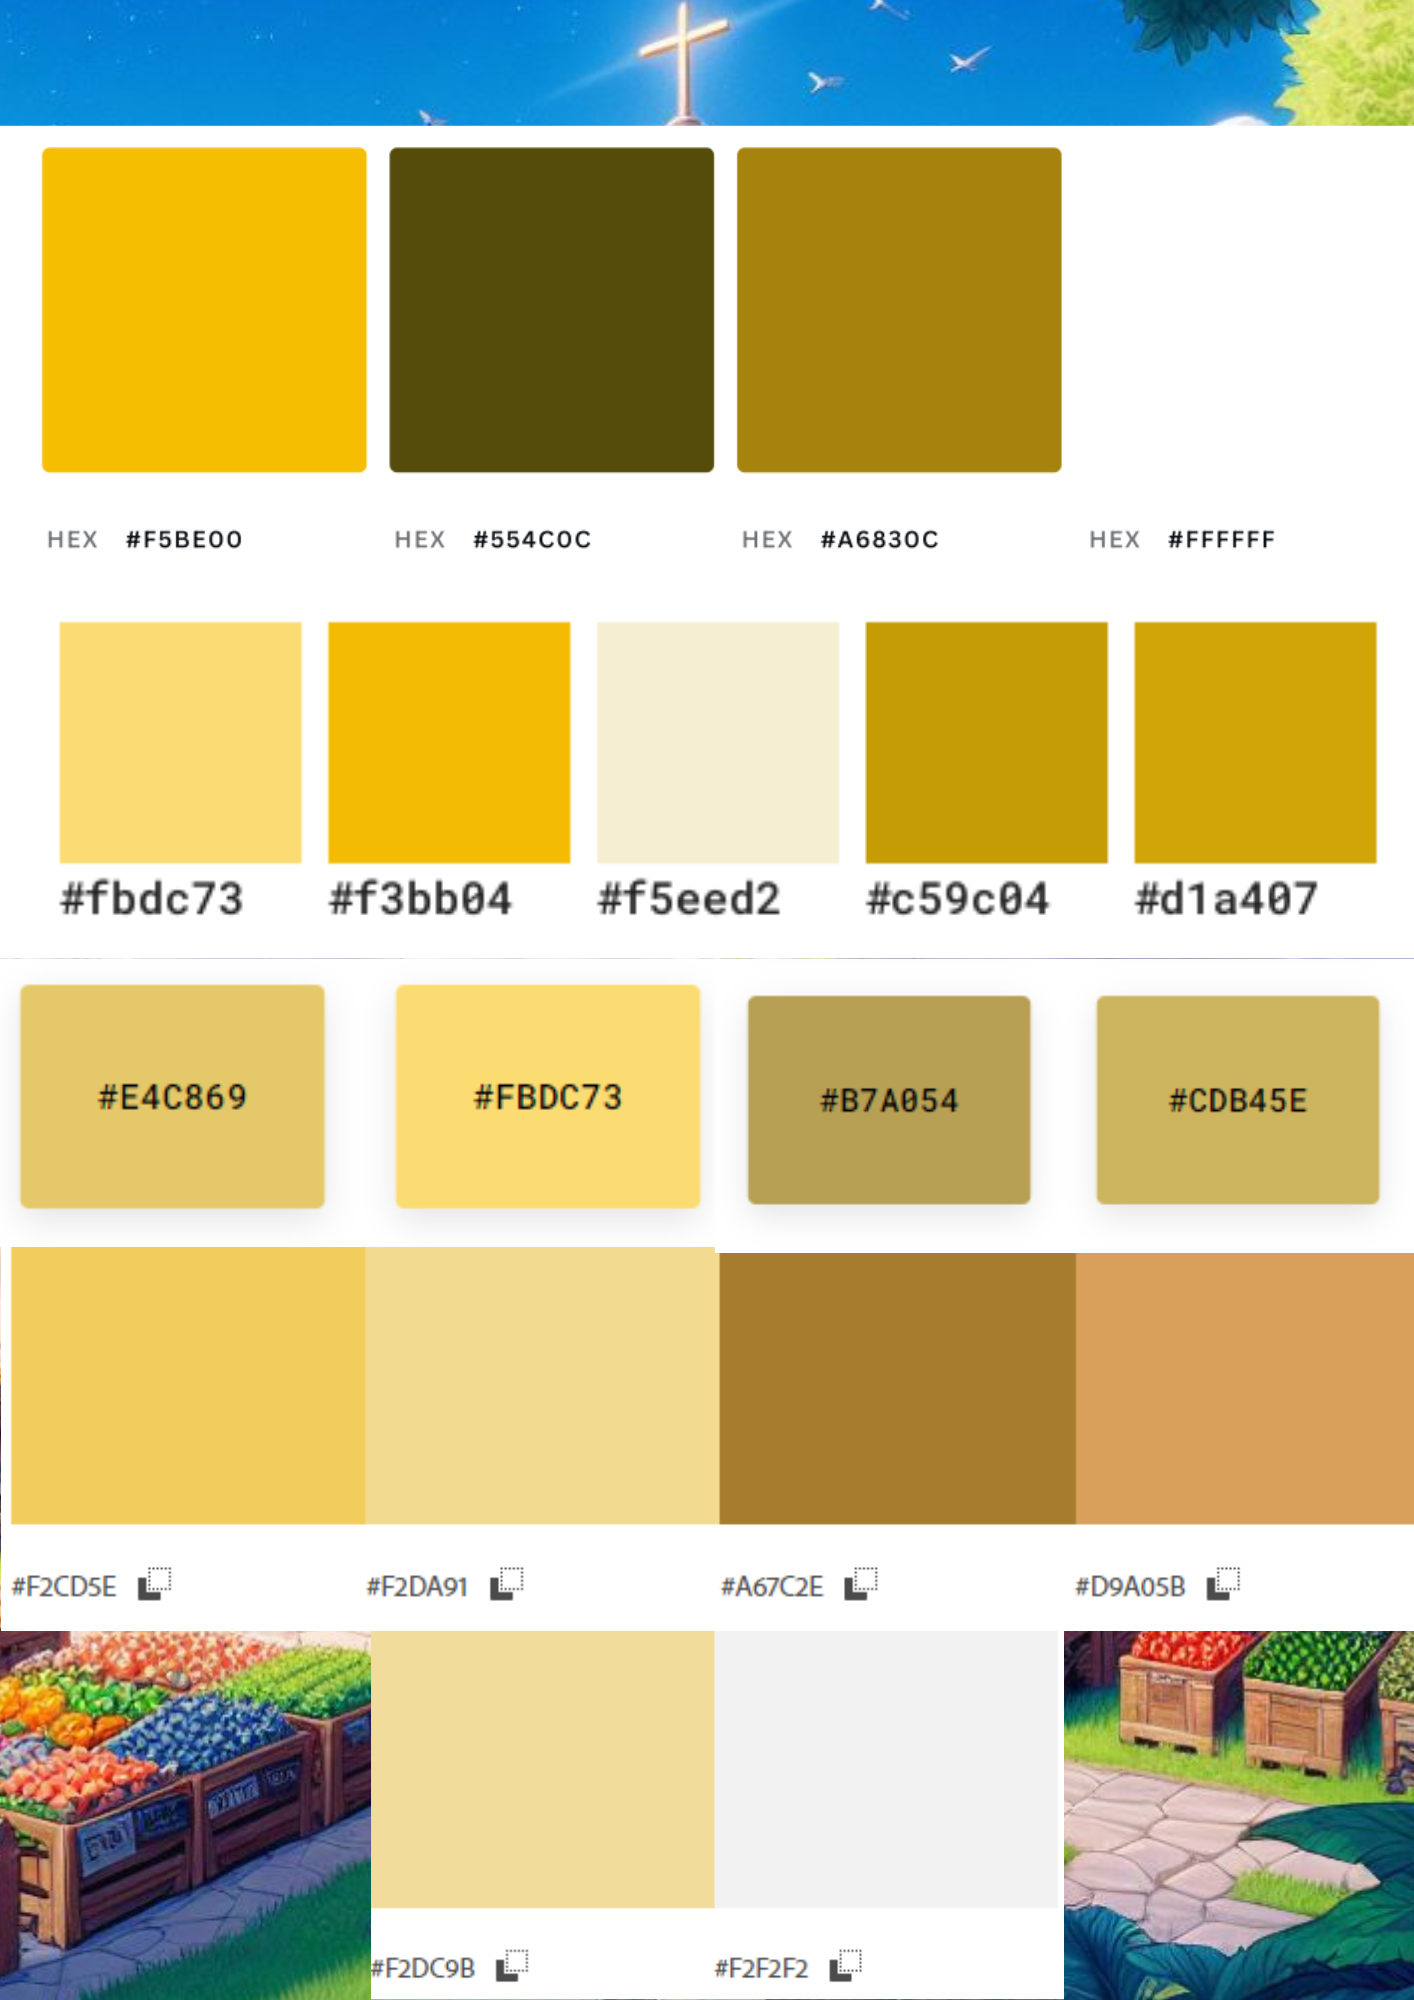 HEX #F5BE00 HEX #554C0C HEX #A6830C HEX #FFFFFF
#fbdc73 #f3bb04 #f5eed2 #c59c04 #d1a407
#E4C869 #FBDC73 #B7A054 #CDB45E
#F2CD5E #F2DA91 #A67C2E #D9A05B
#F2DC9B #F2F2F2